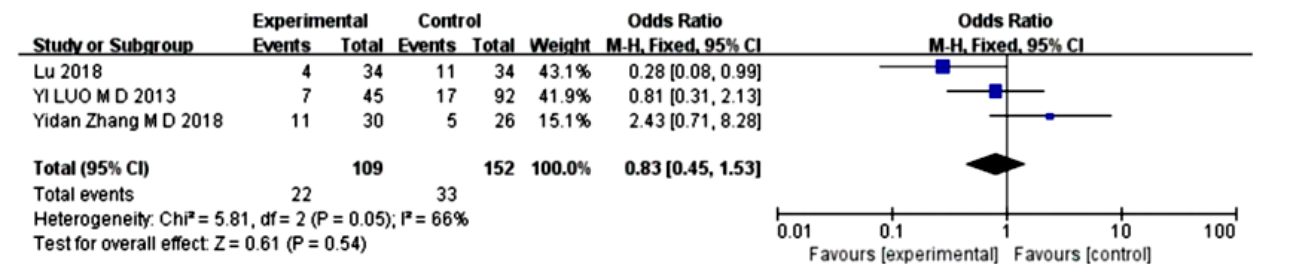 Experimental Control Odds Ratio Odds Ratio
Study or Subgroup Events Total Events Total Weight M-H, Fixed, 95% CI M-H, Fixed, 95% CI
Lu 2018 4 34 11 34 43.1% 0.28 [0.08, 0.99]
YI LUO M D 2013 7 45 17 92 41.9% 0.81 [0.31, 2.13]
Yidan Zhang M D 2018 11 30 5 26 15.1% 2.43 [0.71, 8.28]
Total (95% CI) 109 152 100.0% 0.83 [0.45, 1.53]
Total events 22 33
Heterogeneity: Chi² = 5.81, df = 2 (P = 0.05); I² = 66%
Test for overall effect: Z = 0.61 (P = 0.54)
0.01 0.1 1 10 100
Favours [experimental] Favours [control]